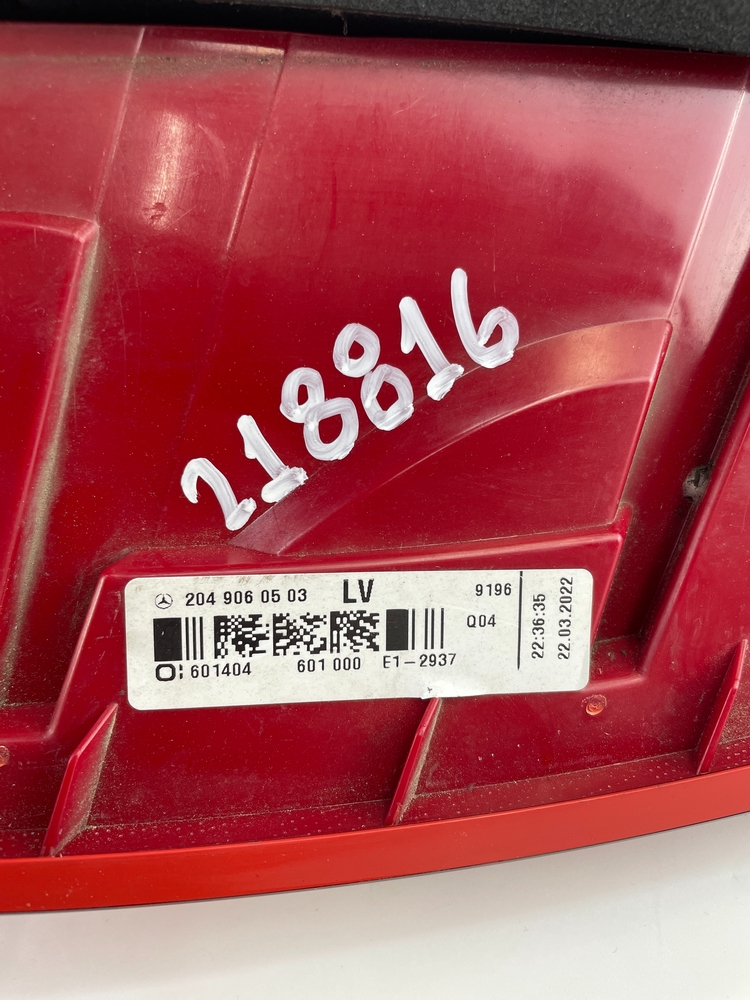 218816
204 906 05 03 LV 9196
Q04
O: 601404 601 000 E1-2937
22:36:35
22.03.2022